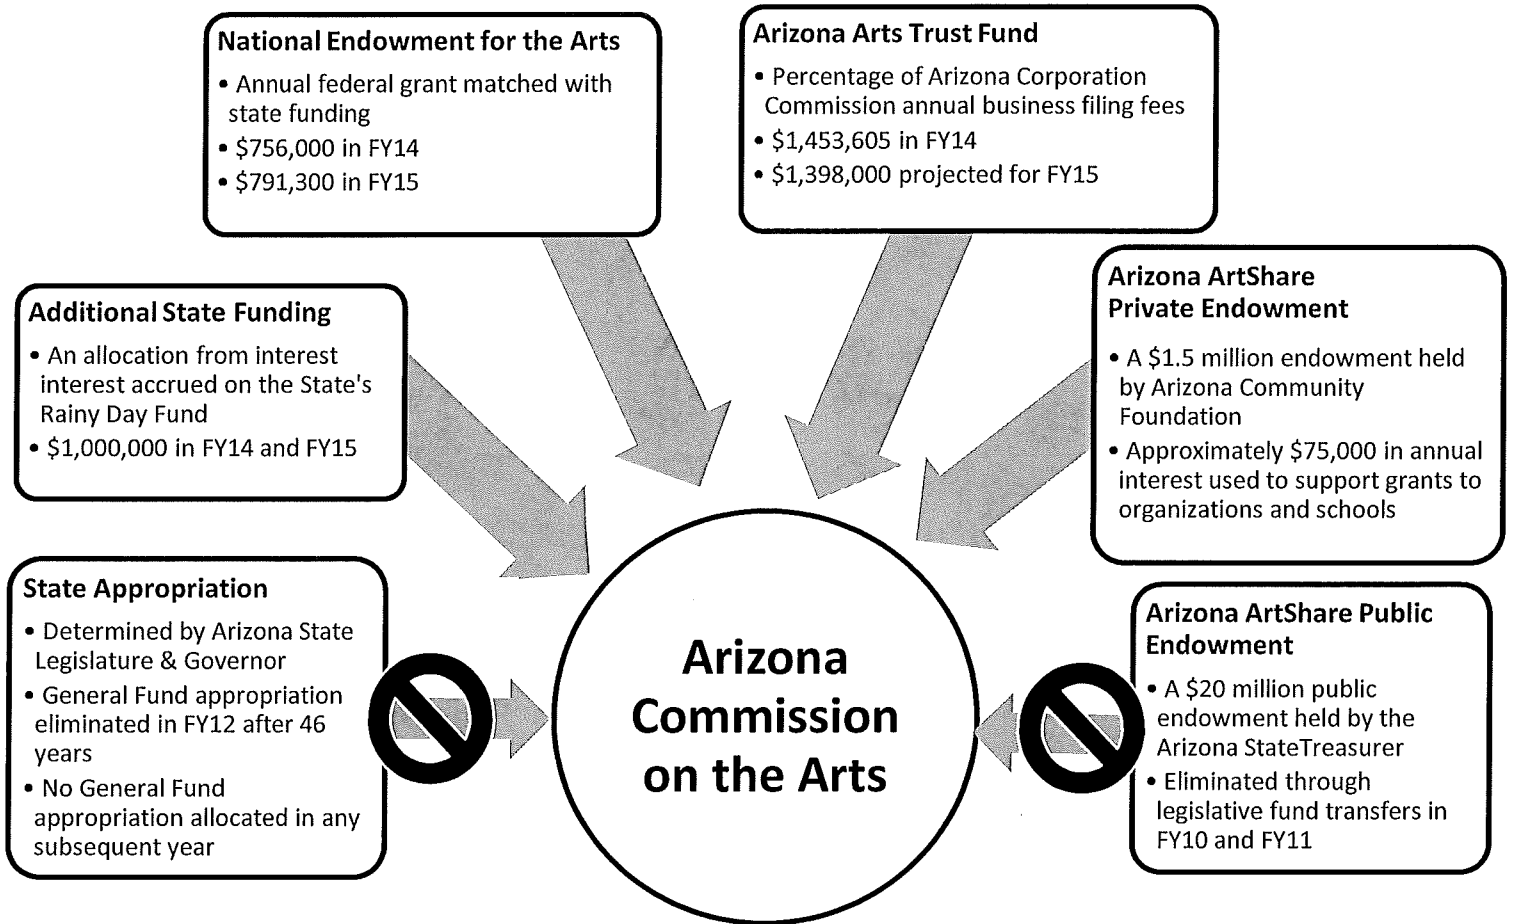 National Endowment for the Arts
• Annual federal grant matched with
state funding
• $756,000 in FY14
• $791,300 in FY15
Arizona Arts Trust Fund
• Percentage of Arizona Corporation
Commission annual business filing fees
• $1,453,605 in FY14
• $1,398,000 projected for FY15
Additional State Funding
• An allocation from interest
interest accrued on the State's
Rainy Day Fund
• $1,000,000 in FY14 and FY15
Arizona ArtShare
Private Endowment
• A $1.5 million endowment held
by Arizona Community
Foundation
• Approximately $75,000 in annual
interest used to support grants to
organizations and schools
State Appropriation
• Determined by Arizona State
Legislature & Governor
• General Fund appropriation
eliminated in FY12 after 46
years
• No General Fund
appropriation allocated in any
subsequent year
Arizona
Commission
on the Arts
Arizona ArtShare Public
Endowment
• A $20 million public
endowment held by the
Arizona StateTreasurer
• Eliminated through
legislative fund transfers in
FY10 and FY11